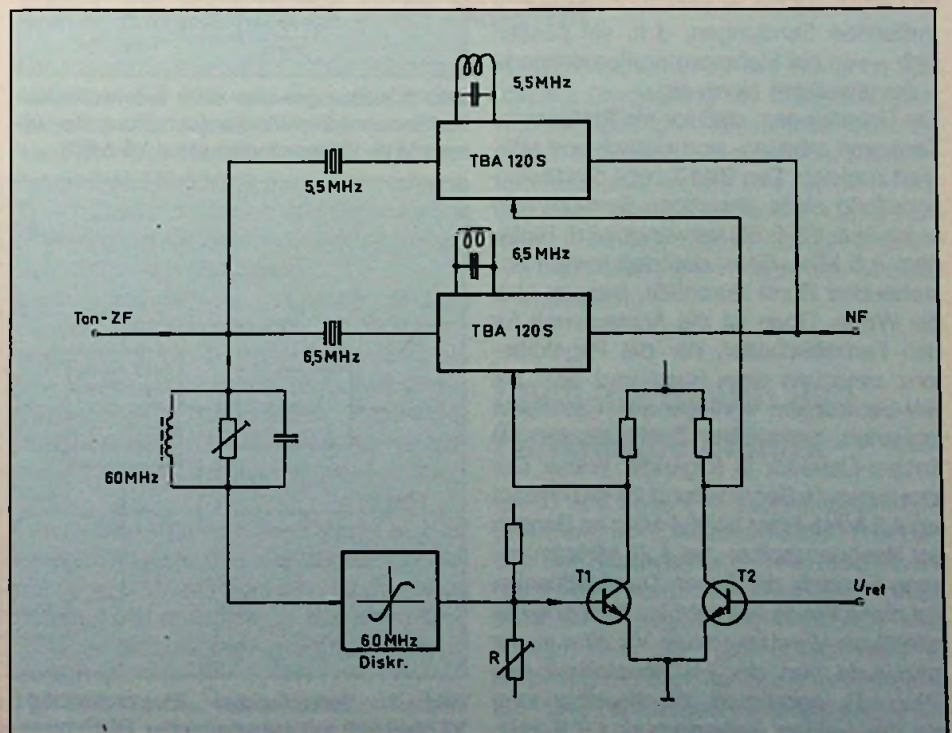 5,5MHz
TBA 120S
5,5MHz
6,5MHz
Ton-ZF
TBA 120S
NF
6,5MHz
60MHz
T1
T2
U ref
60MHz
R
Diskr.